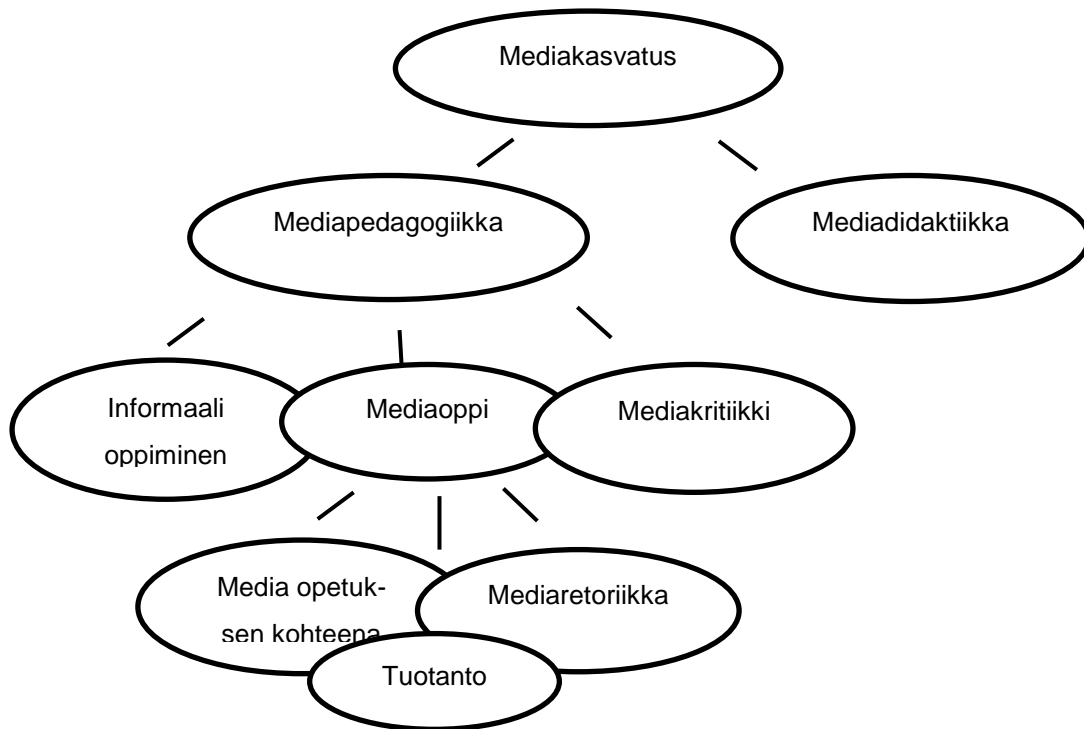 Mediakasvatus
Mediapedagogiikka
Mediadidaktiikka
Informaali
oppiminen
Mediaoppi
Mediakritiikki
Media opetuk-
sen kohteena
Mediaretoriikka
Tuotanto